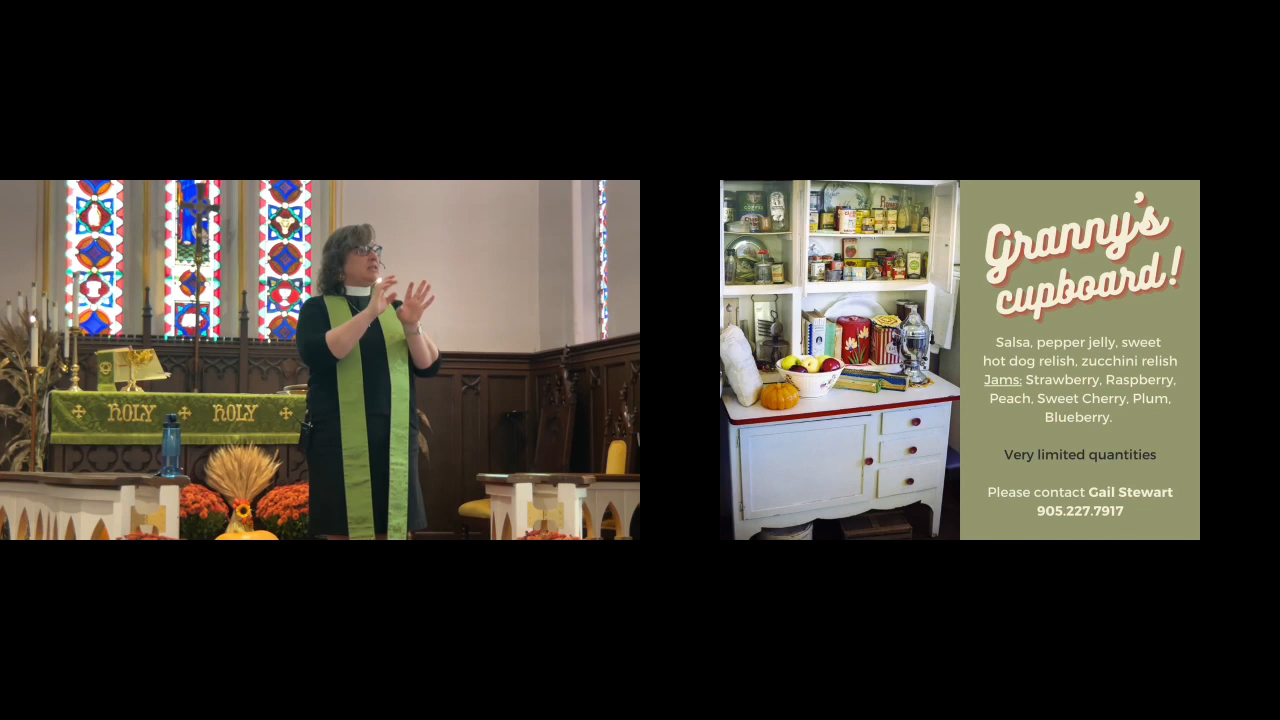 HOLY HOLY
Granny's
cupboard!
Salsa, pepper jelly, sweet
hot dog relish, zucchini relish
Jams: Strawberry, Raspberry,
Peach, Sweet Cherry, Plum,
Blueberry.
Very limited quantities
Please contact Gail Stewart
905.227.7917